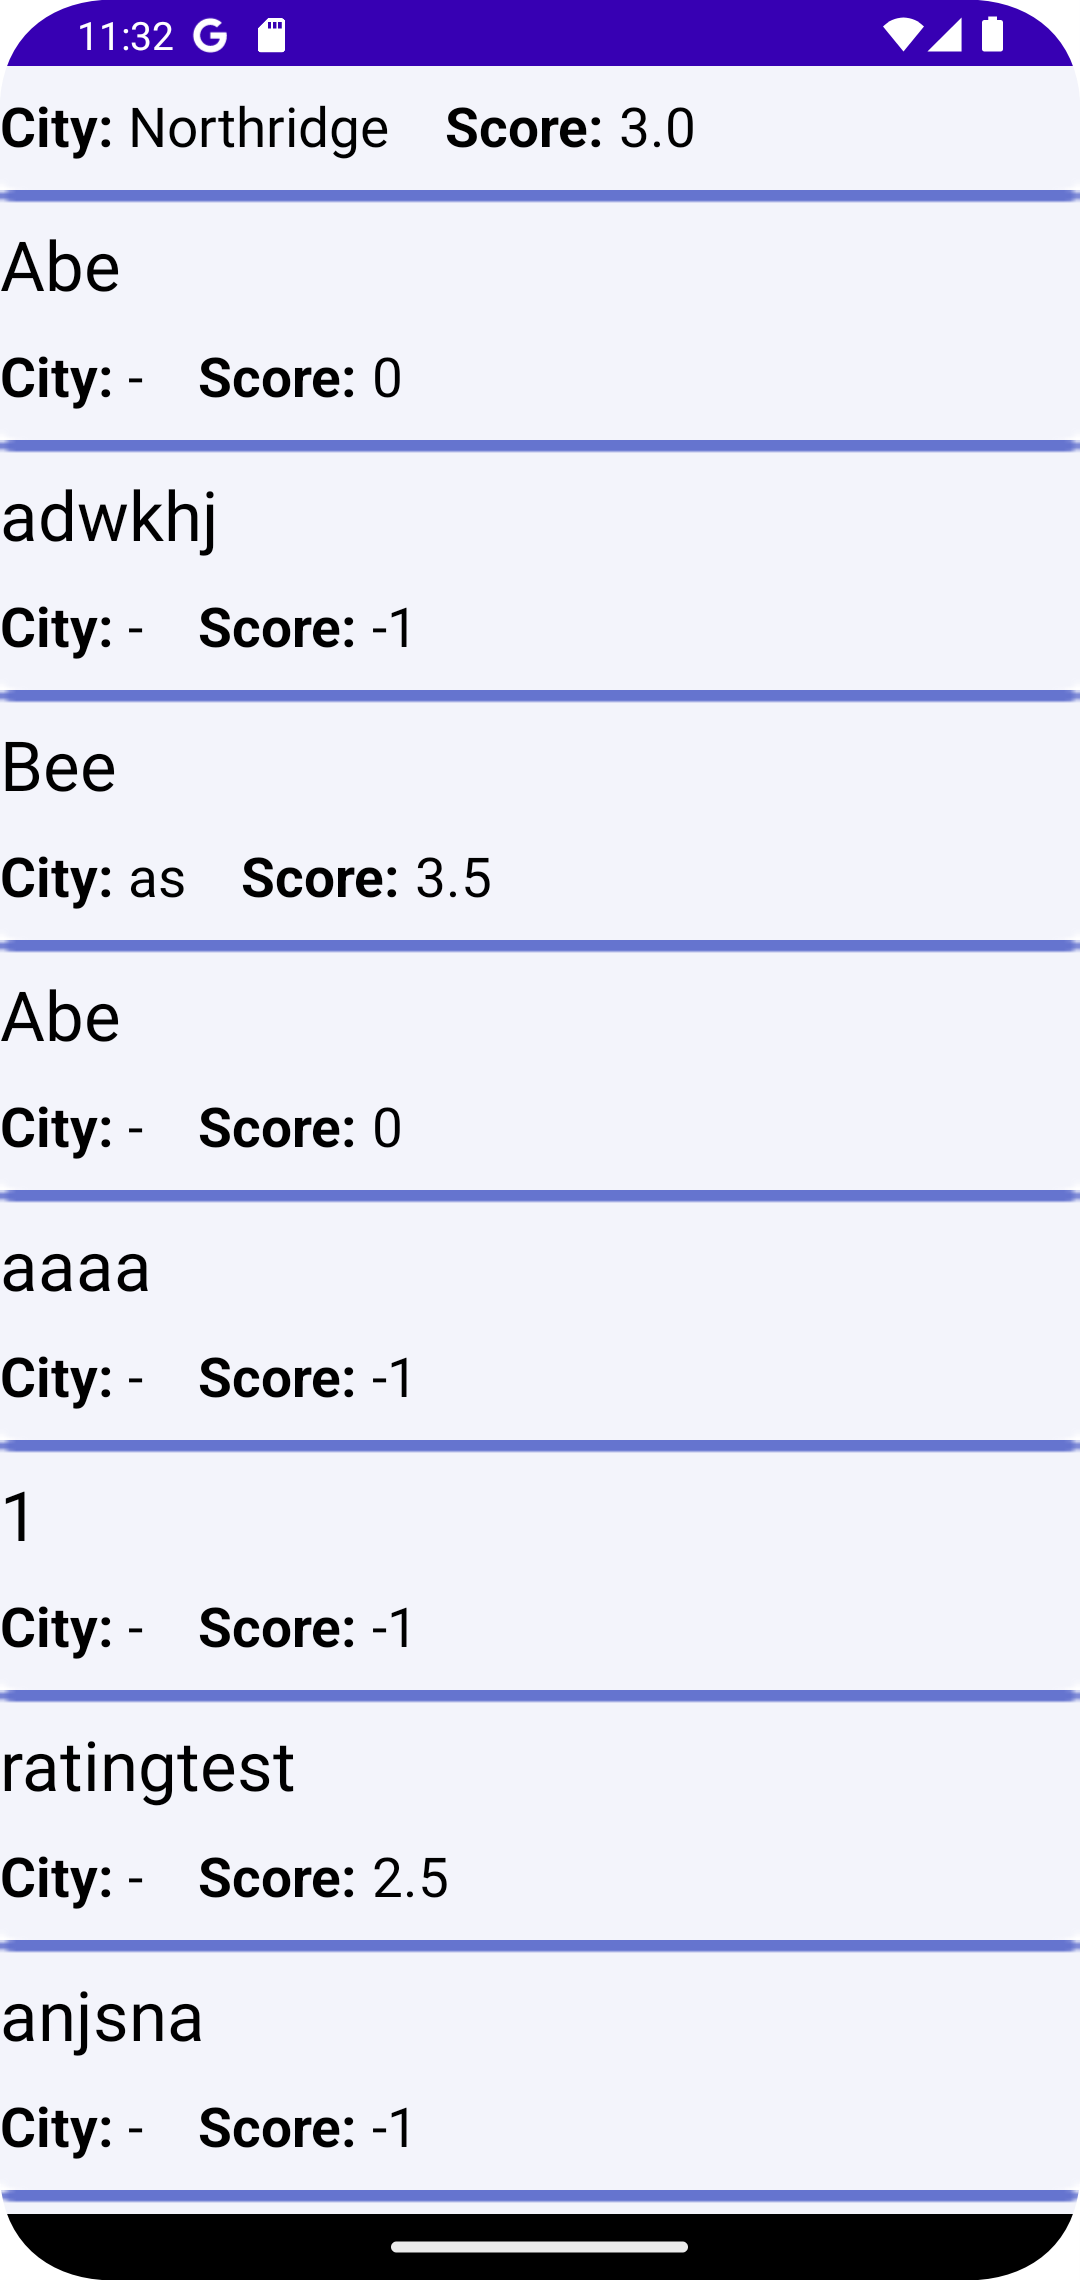 11:32
City: Northridge Score: 3.0
Abe
City: - Score: 0
adwkhj
City: - Score: -1
Bee
City: as Score: 3.5
Abe
City: - Score: 0
aaaa
City: - Score: -1
1
City: - Score: -1
ratingtest
City: - Score: 2.5
anjsna
City: - Score: -1